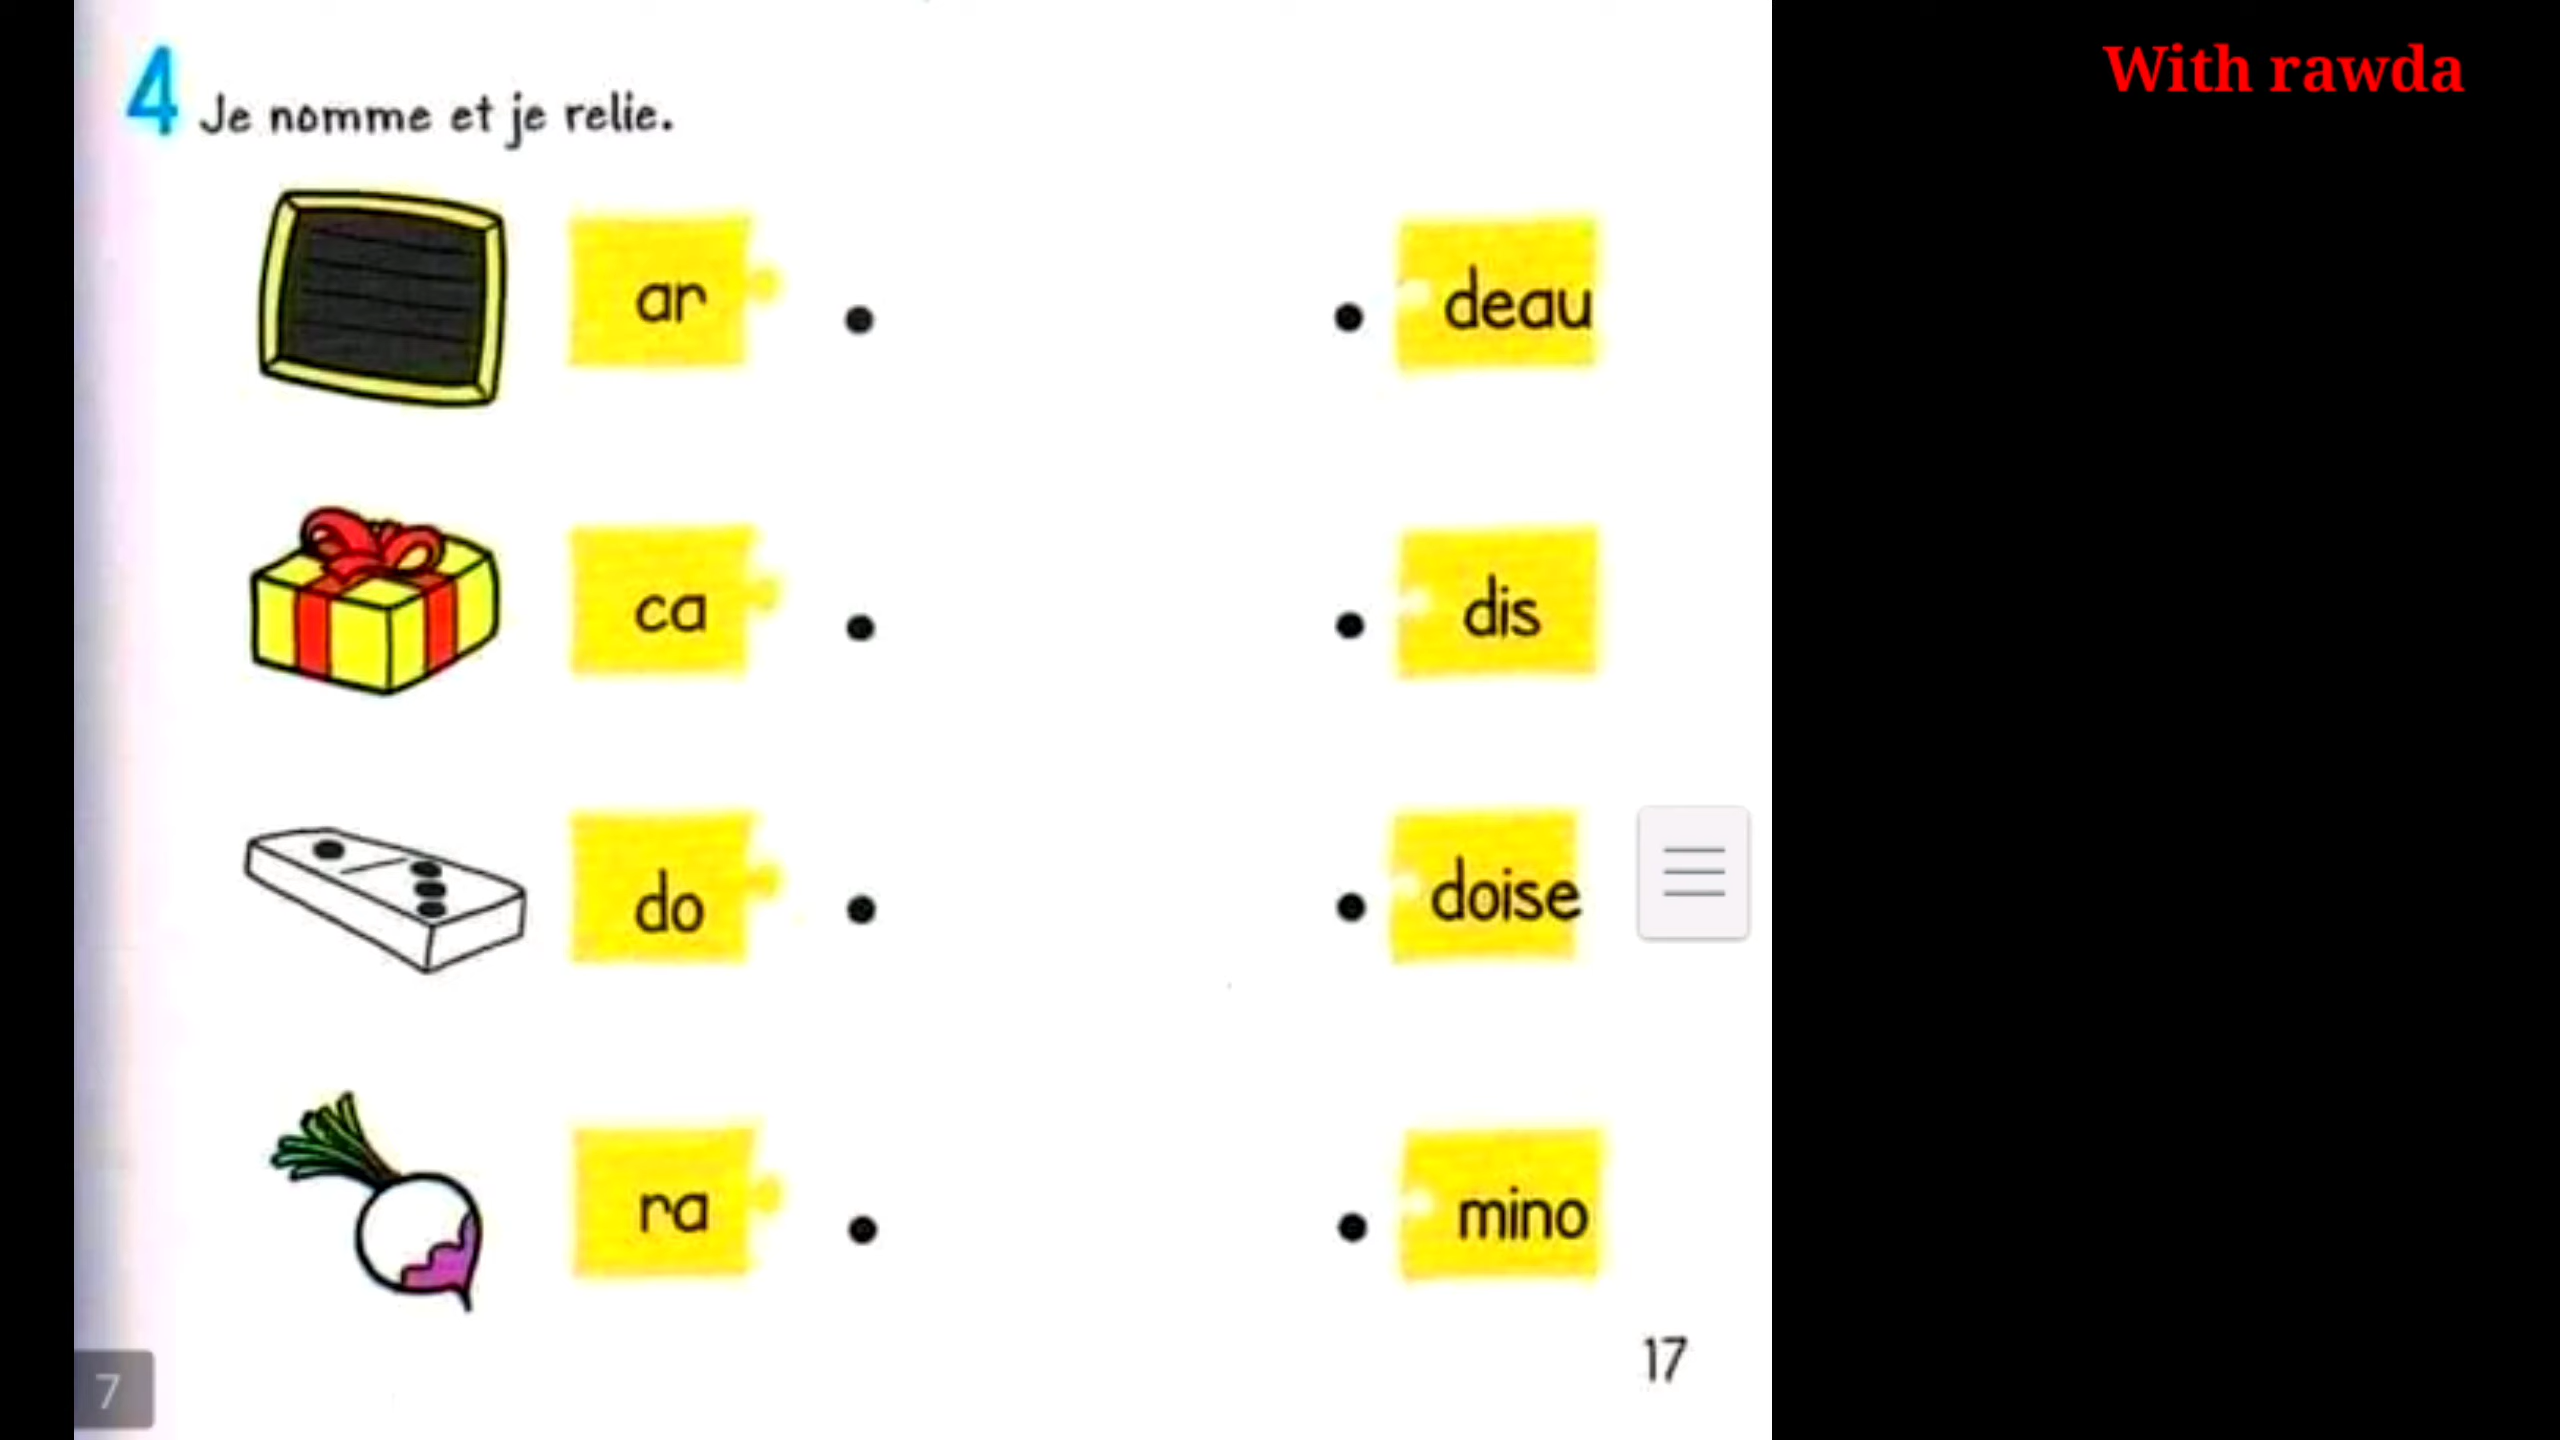 With rawda
4 Je nomme et je relie.
ar deau
ca dis
do doise
ra mino
17
7